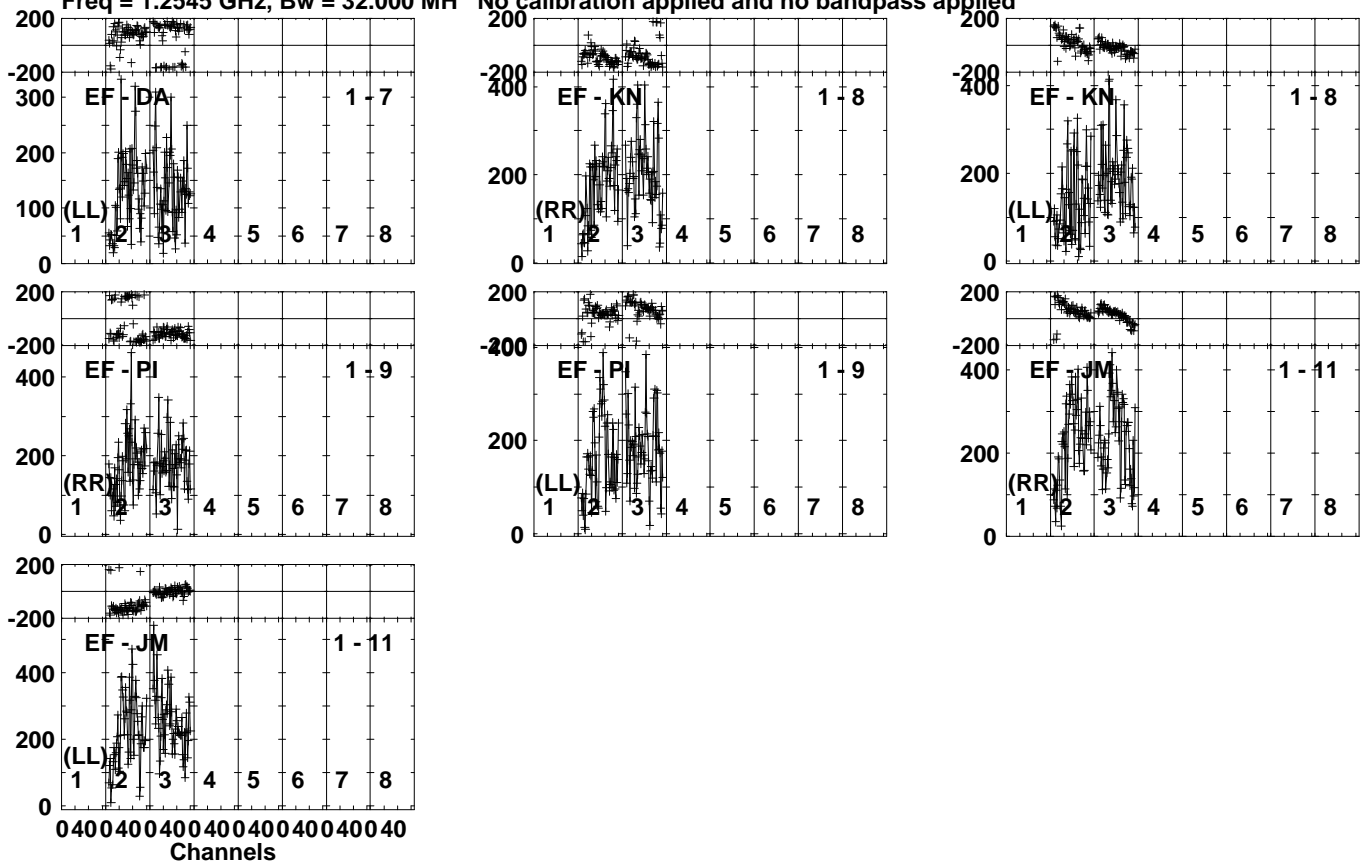 Freq = 1.2545 GHz, Bw = 32.000 MH No calibration applied and no bandpass applied
200 200 200
-200 -200 -200
300 EF - DA 1 - 7 400 EF - KN 1 - 8 400 EF - KN 1 - 8
200 200 200
100
(LL) (RR) (LL)
1 2 3 4 5 6 7 8 1 2 3 4 5 6 7 8 1 2 3 4 5 6 7 8
0 0 0
200 200 200
-200 -200 -200
400 EF - PI 1 - 9 400 EF - PI 1 - 9 400 EF - JM 1 - 11
200 200 200
(RR) (LL) (RR)
1 2 3 4 5 6 7 8 1 2 3 4 5 6 7 8 1 2 3 4 5 6 7 8
0 0 0
200
-200
EF - JM 1 - 11
400
200
(LL)
1 2 3 4 5 6 7 8
0
0 40 0 40 0 40 0 40 0 40 0 40 0 40 0 40
Channels